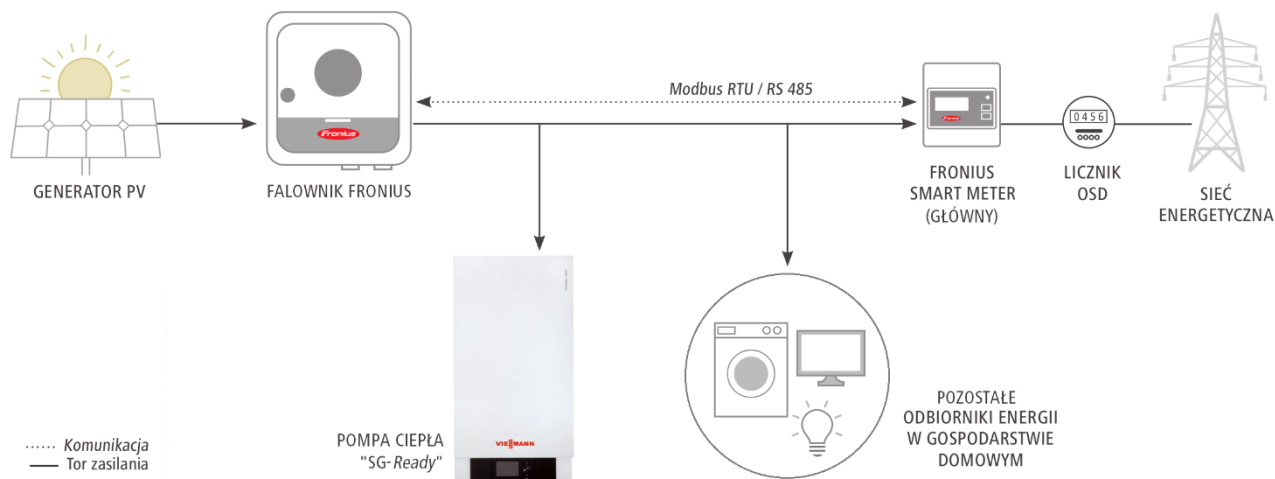 Modbus RTU / RS 485
Fronius
Fronius
0456
GENERATOR PV
FALOWNIK FRONIUS
FRONIUS
SMART METER
(GŁÓWNY)
LICZNIK
OSD
SIEĆ
ENERGETYCZNA
VIESMANN
POMPA CIEPŁA
"SG-Ready"
POZOSTAŁE
ODBIORNIKI ENERGII
W GOSPODARSTWIE
DOMOWYM
Komunikacja
Tor zasilania